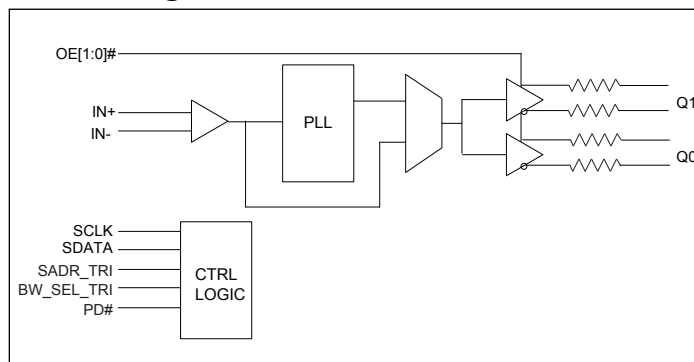 OE[1:0]#
IN+
IN-
PLL
Q1
Q0
SCLK
SDATA
SADR_TRI
BW_SEL_TRI
PD#
CTRL
LOGIC